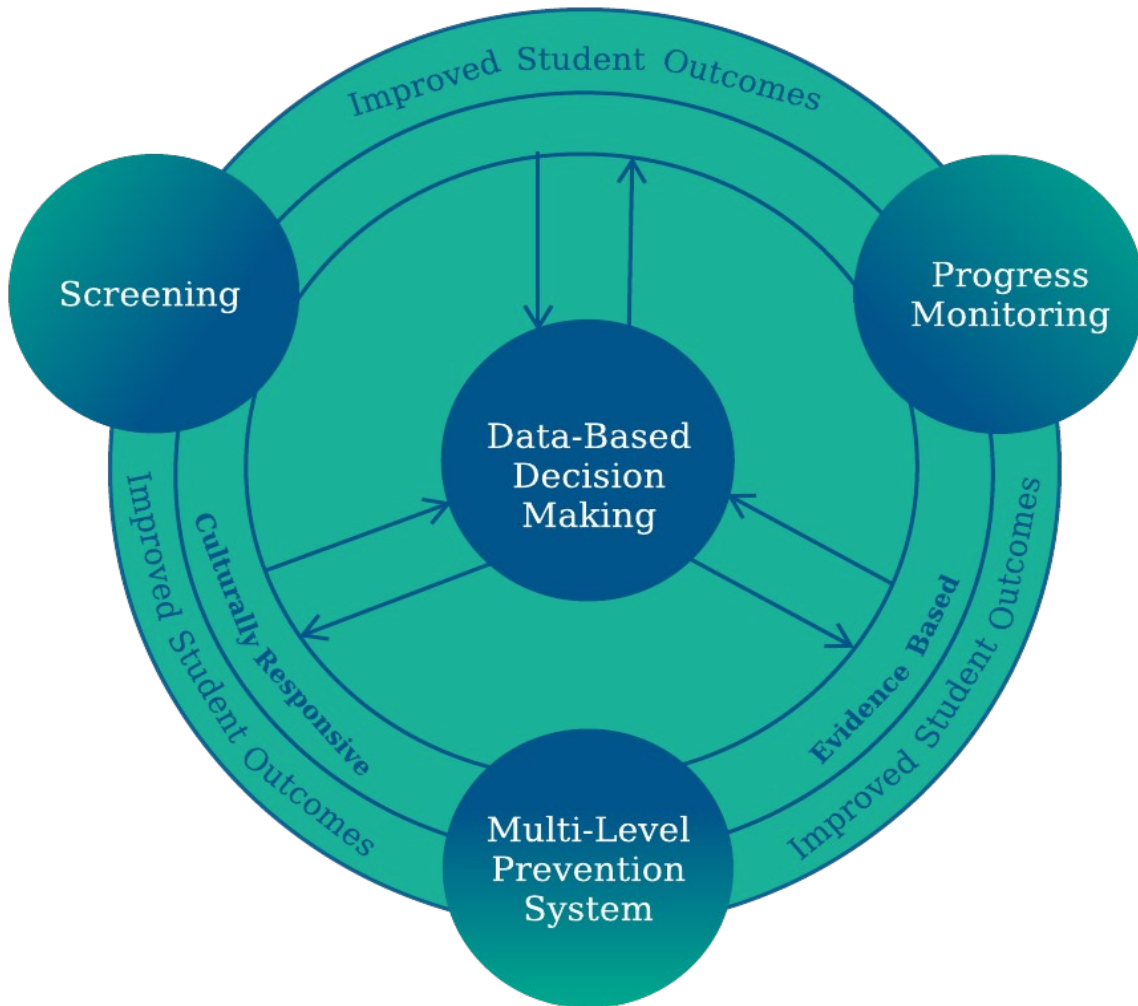 Improved Student Outcomes
Screening
Progress
Monitoring
Data-Based
Decision
Making
Improved Student Outcomes
Culturally Responsive
Evidence Based
Improved Student Outcomes
Multi-Level
Prevention
System